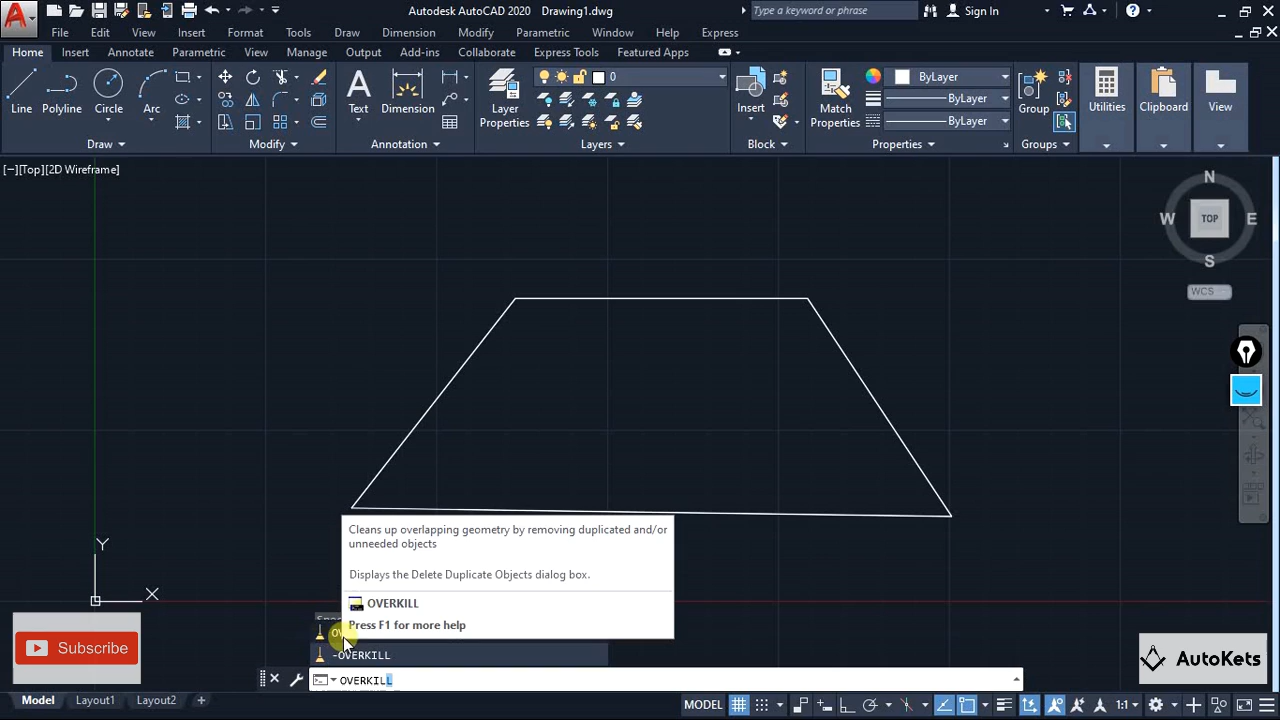 Autodesk AutoCAD 2020 Drawing1.dwg
Type a keyword or phrase
Sign In
File Edit View Insert Format Tools Draw Dimension Modify Parametric Window Help Express
Home Insert Annotate Parametric View Manage Output Add-ins Collaborate Express Tools Featured Apps
0
ByLayer
ByLayer
ByLayer
Line Polyline Circle Arc
Text Dimension
Layer Properties
Insert
Match Properties
Group
Utilities
Clipboard
View
Draw Modify Annotation Layers Block Properties Groups
[−][Top][2D Wireframe]
N
W TOP E
S
WCS
Y
X
Cleans up overlapping geometry by removing duplicated and/or
unneeded objects
Displays the Delete Duplicate Objects dialog box.
OVERKILL
Press F1 for more help
-OVERKILL
OVERKILL
Subscribe
AutoKets
Model Layout1 Layout2 +
MODEL
1:1